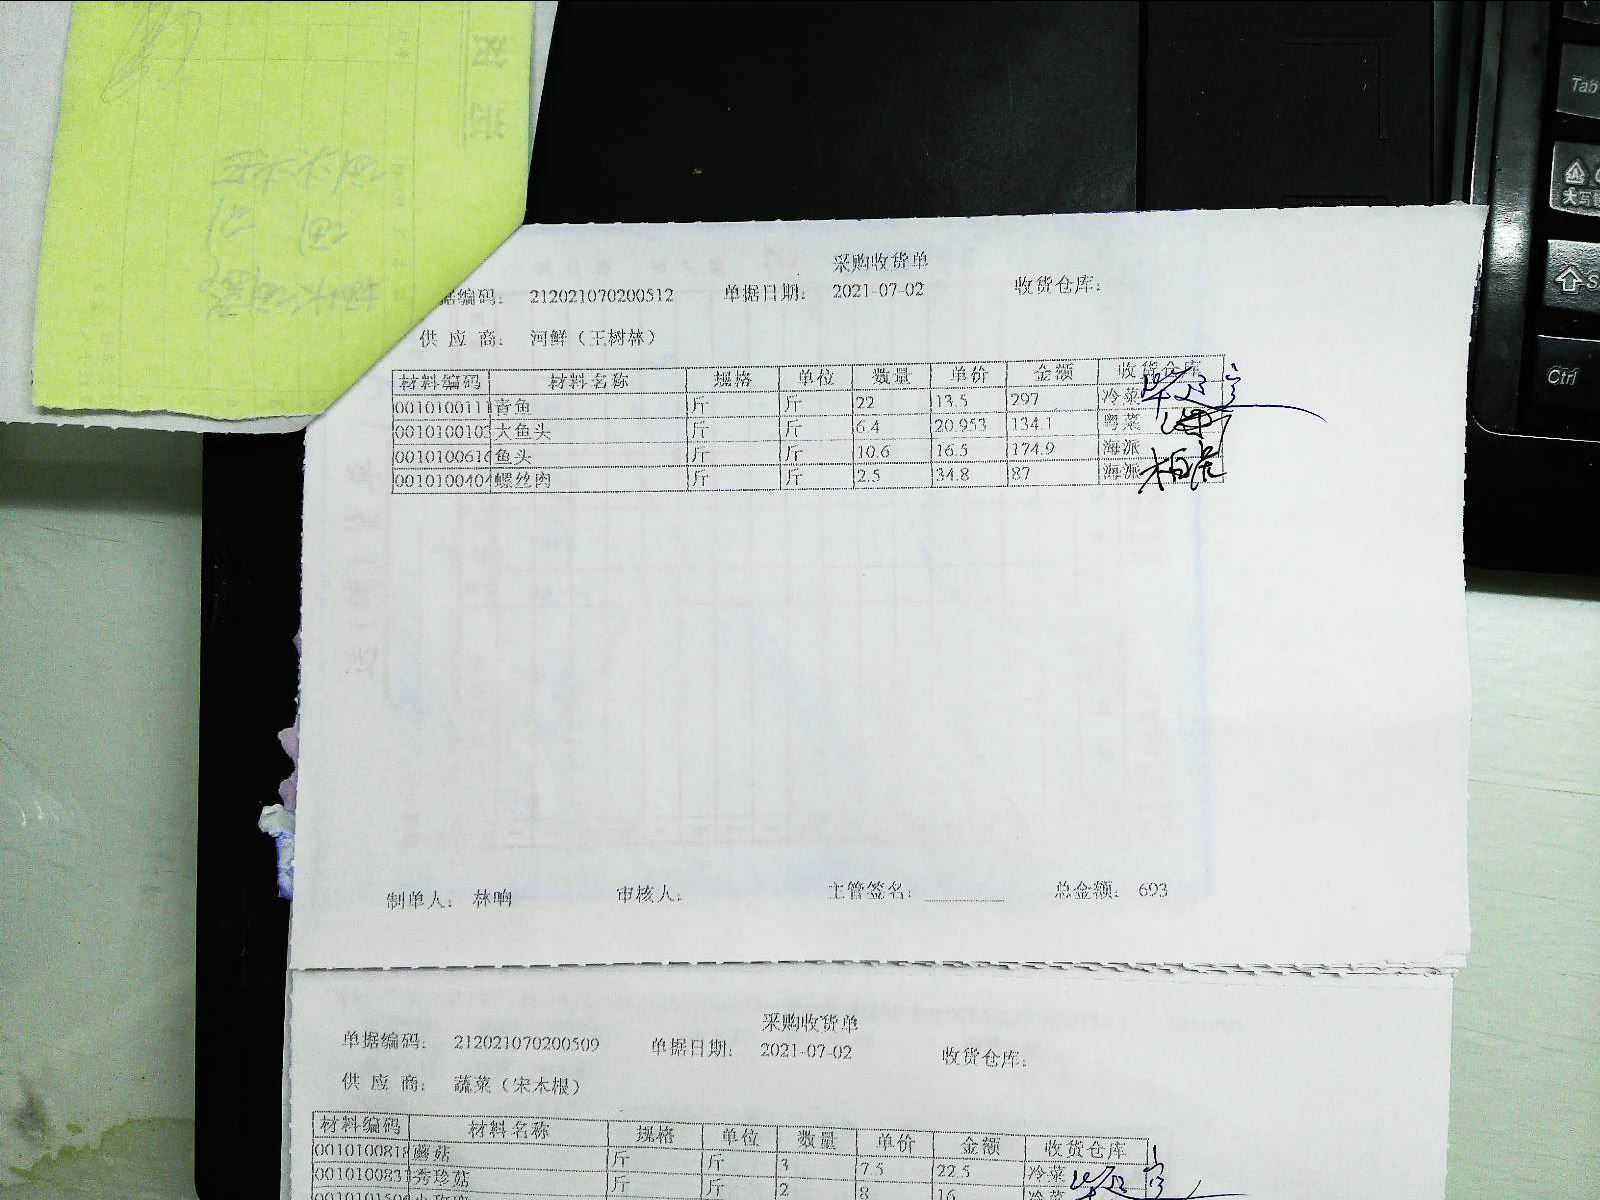 采购收货单
据编码: 212021070200512 单据日期: 2021-07-02 收货仓库:
供 应 商: 河鲜(王树林)
材料编码 材料名称 规格 单位 数量 单价 金额 收货仓库
0010100111 青鱼 斤 斤 22 13.5 297 冷菜
0010100103 大鱼头 斤 斤 6.4 20.953 134.1 粤菜
0010100616 鱼头 斤 斤 10.6 16.5 174.9 海派
0010100404 螺丝肉 斤 斤 2.5 34.8 87 海派
制单人: 林响 审核人: 主管签名: 总金额: 693
采购收货单
单据编码: 212021070200509 单据日期: 2021-07-02 收货仓库:
供 应 商: 蔬菜(宋木根)
材料编码 材料名称 规格 单位 数量 单价 金额 收货仓库
0010100818 蘑菇 斤 斤 3 7.5 22.5 冷菜
0010100831 秀珍菇 斤 斤 2 8 16 冷菜
Tab
大写
Ctrl